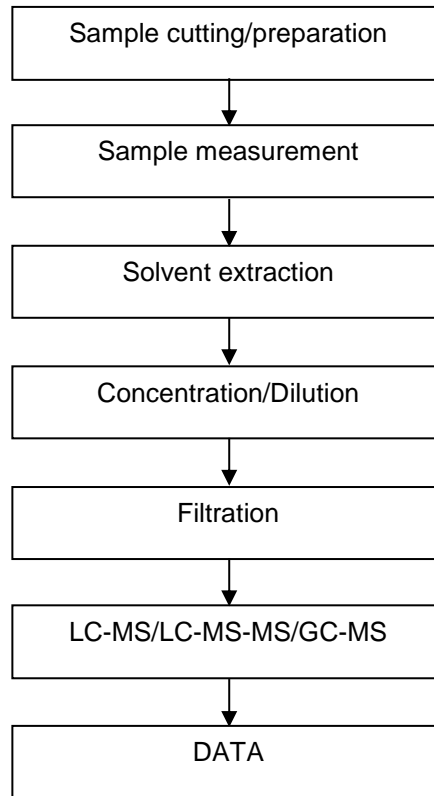 Sample cutting/preparation
Sample measurement
Solvent extraction
Concentration/Dilution
Filtration
LC-MS/LC-MS-MS/GC-MS
DATA